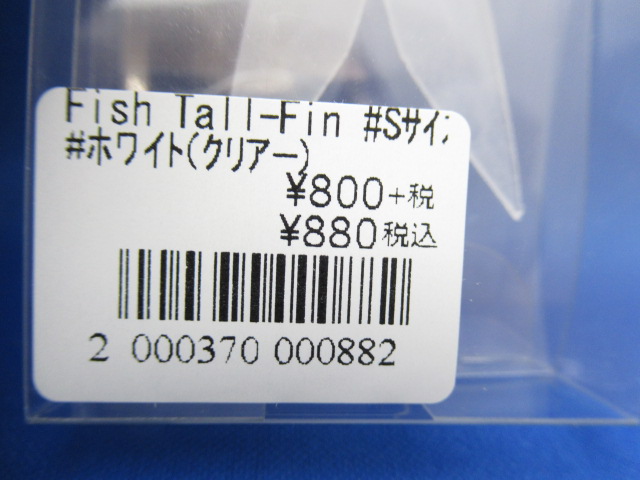 Fish Tall-Fin #Sサイズ
#ホワイト(クリアー)
¥800+税
¥880税込
2 000370 000882